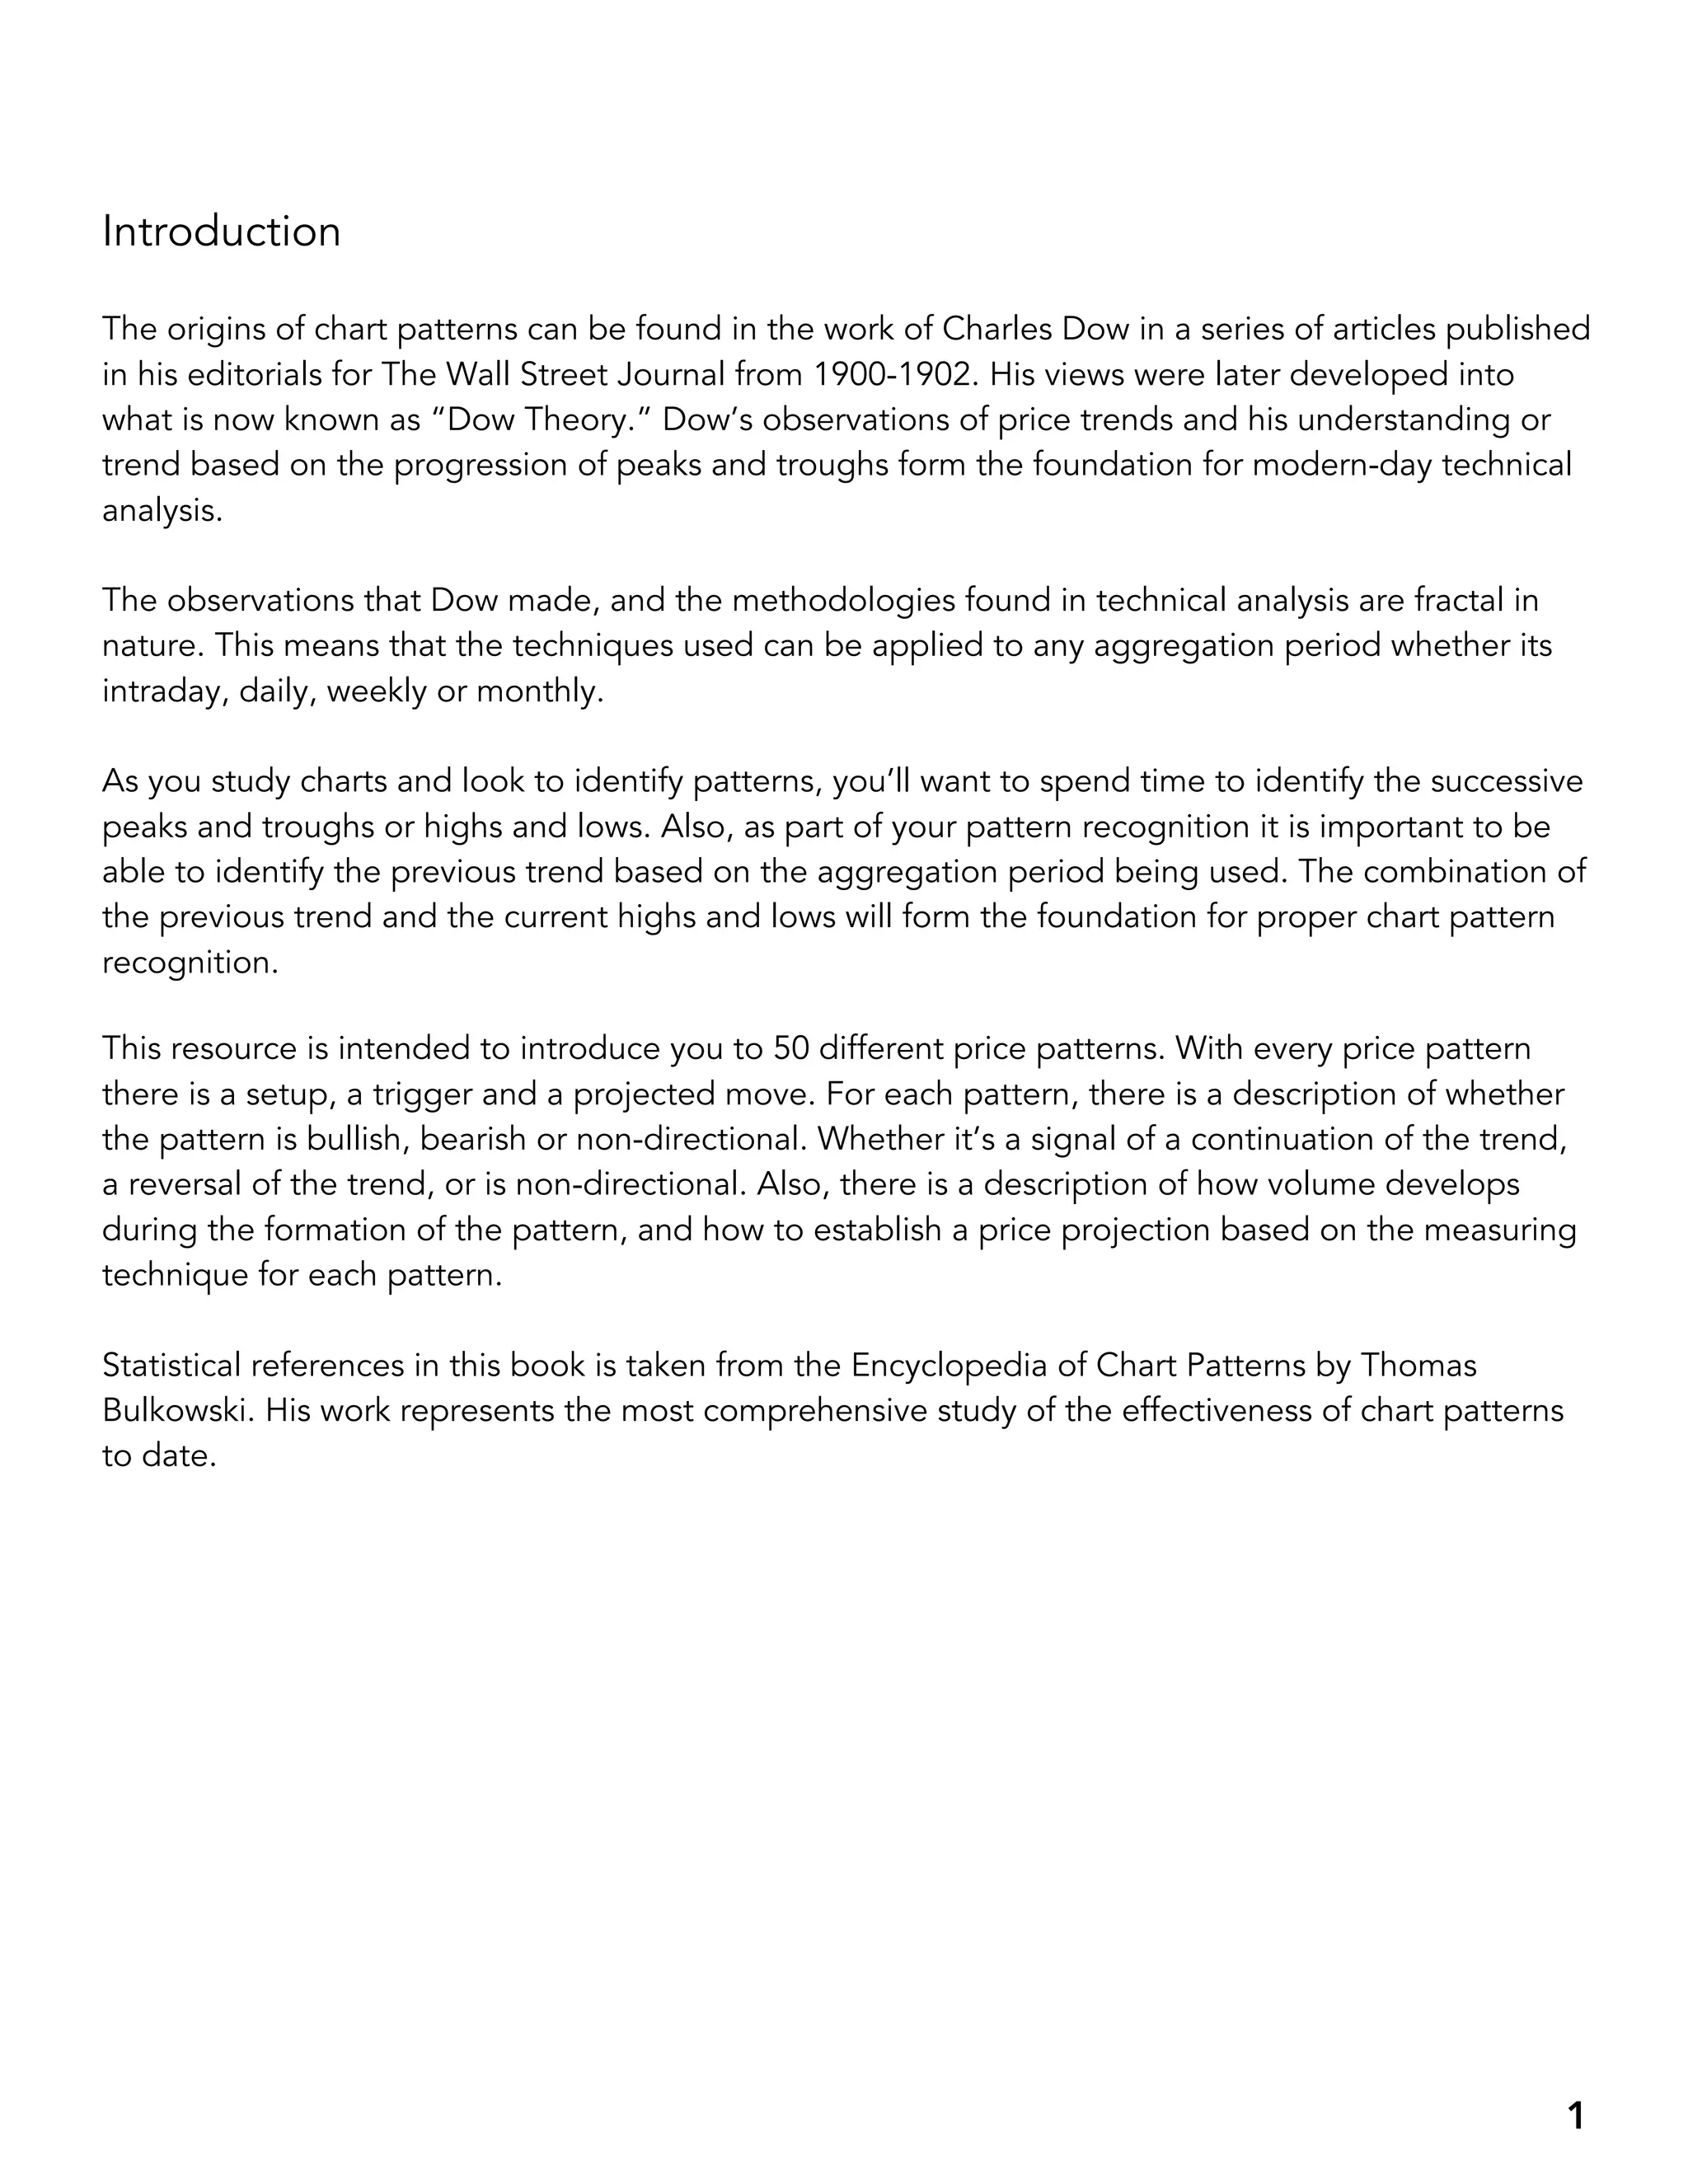 Introduction
The origins of chart patterns can be found in the work of Charles Dow in a series of articles published
in his editorials for The Wall Street Journal from 1900-1902. His views were later developed into
what is now known as “Dow Theory.” Dow’s observations of price trends and his understanding or
trend based on the progression of peaks and troughs form the foundation for modern-day technical
analysis.
The observations that Dow made, and the methodologies found in technical analysis are fractal in
nature. This means that the techniques used can be applied to any aggregation period whether its
intraday, daily, weekly or monthly.
As you study charts and look to identify patterns, you’ll want to spend time to identify the successive
peaks and troughs or highs and lows. Also, as part of your pattern recognition it is important to be
able to identify the previous trend based on the aggregation period being used. The combination of
the previous trend and the current highs and lows will form the foundation for proper chart pattern
recognition.
This resource is intended to introduce you to 50 different price patterns. With every price pattern
there is a setup, a trigger and a projected move. For each pattern, there is a description of whether
the pattern is bullish, bearish or non-directional. Whether it’s a signal of a continuation of the trend,
a reversal of the trend, or is non-directional. Also, there is a description of how volume develops
during the formation of the pattern, and how to establish a price projection based on the measuring
technique for each pattern.
Statistical references in this book is taken from the Encyclopedia of Chart Patterns by Thomas
Bulkowski. His work represents the most comprehensive study of the effectiveness of chart patterns
to date.
1